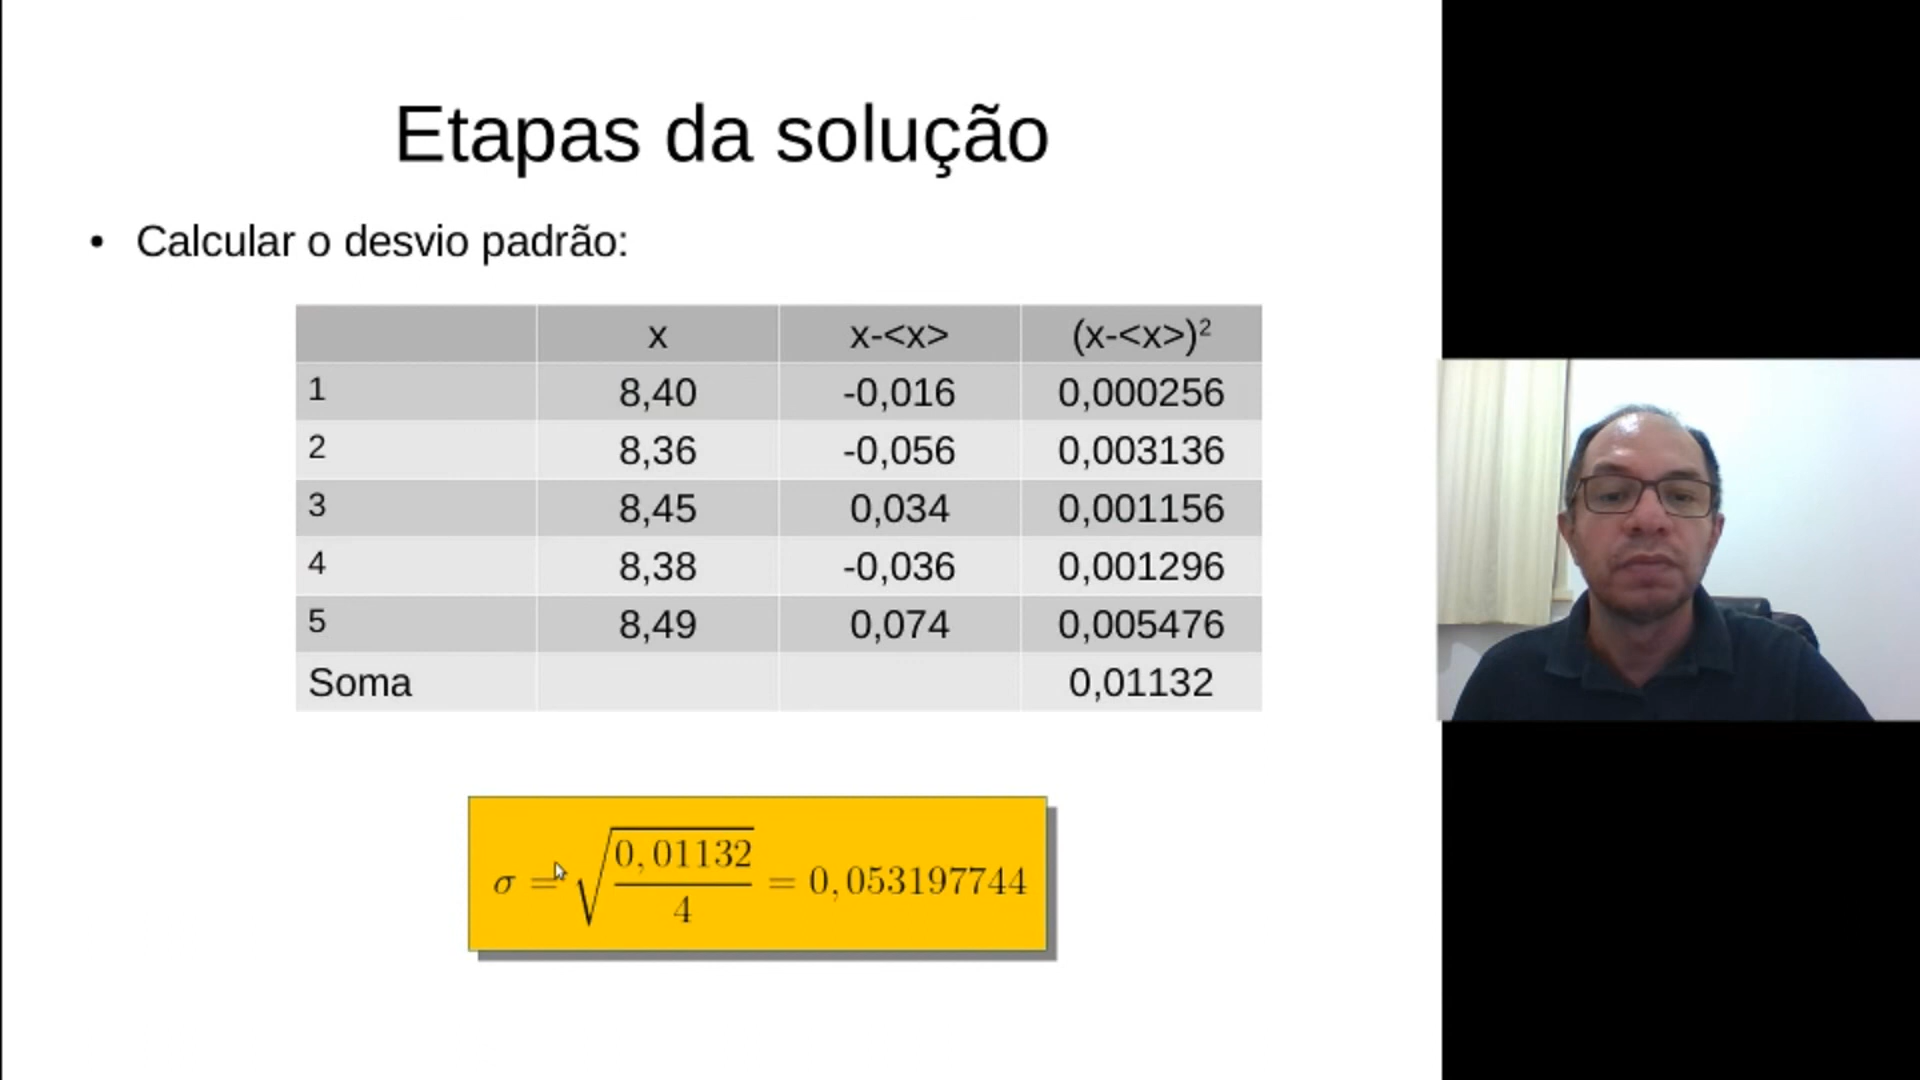 Etapas da solução
• Calcular o desvio padrão:
x x-<x> (x-<x>)²
1 8,40 -0,016 0,000256
2 8,36 -0,056 0,003136
3 8,45 0,034 0,001156
4 8,38 -0,036 0,001296
5 8,49 0,074 0,005476
Soma 0,01132
σ = √(0,01132/4) = 0,053197744